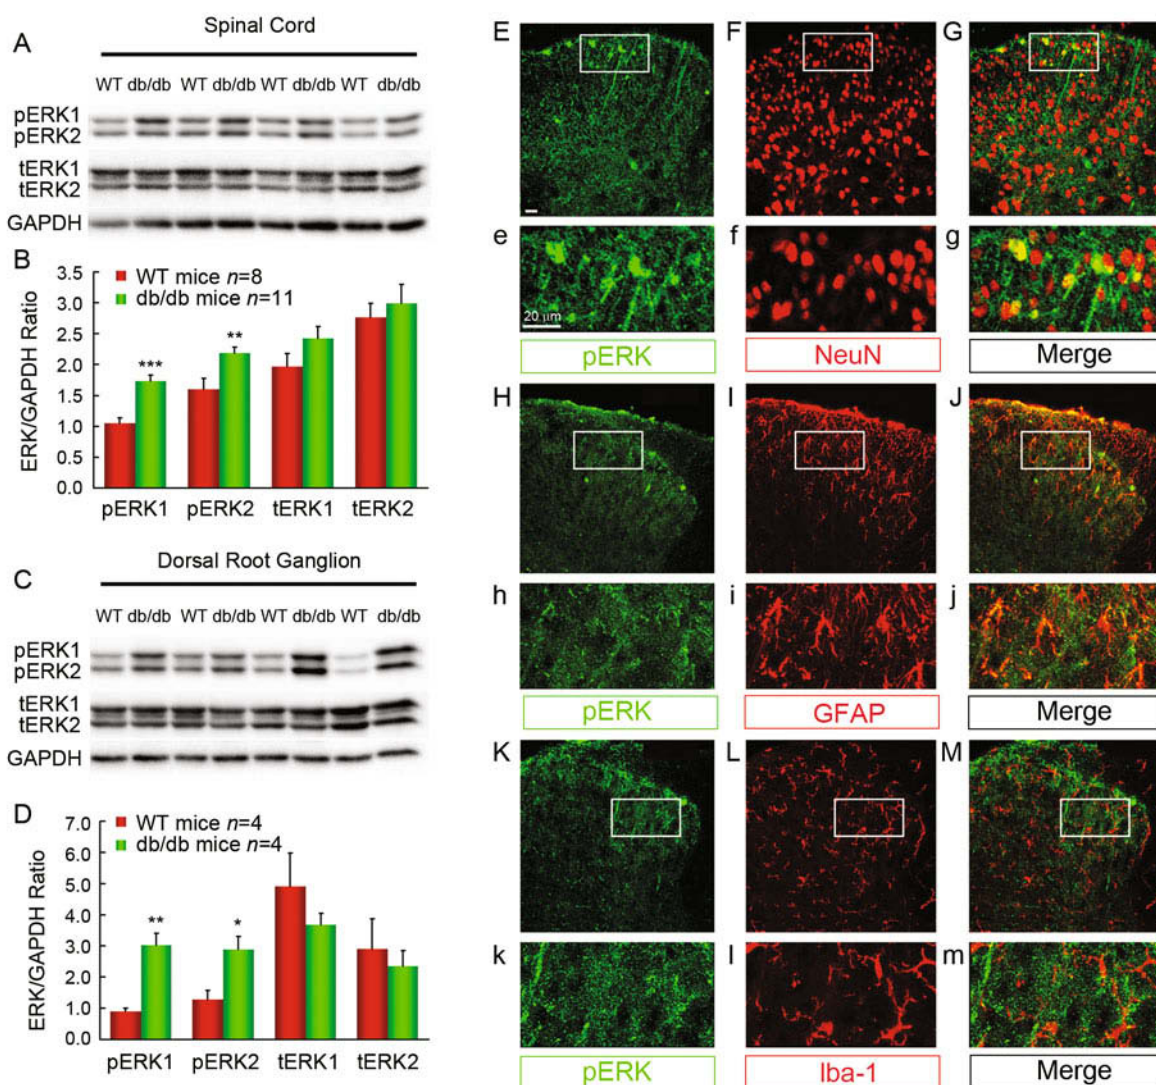 A
Spinal Cord
WT db/db WT db/db WT db/db WT db/db
pERK1
pERK2
tERK1
tERK2
GAPDH
B
ERK/GAPDH Ratio
3.5
3.0
2.5
2.0
1.5
1.0
0.5
0.0
WT mice n=8
db/db mice n=11
***
**
pERK1 pERK2 tERK1 tERK2
C
Dorsal Root Ganglion
WT db/db WT db/db WT db/db WT db/db
pERK1
pERK2
tERK1
tERK2
GAPDH
D
ERK/GAPDH Ratio
7.0
6.0
5.0
4.0
3.0
2.0
1.0
0.0
WT mice n=4
db/db mice n=4
**
*
pERK1 pERK2 tERK1 tERK2
E F G
e f g
20 µm
pERK NeuN Merge
H I J
h i j
pERK GFAP Merge
K L M
k l m
pERK Iba-1 Merge